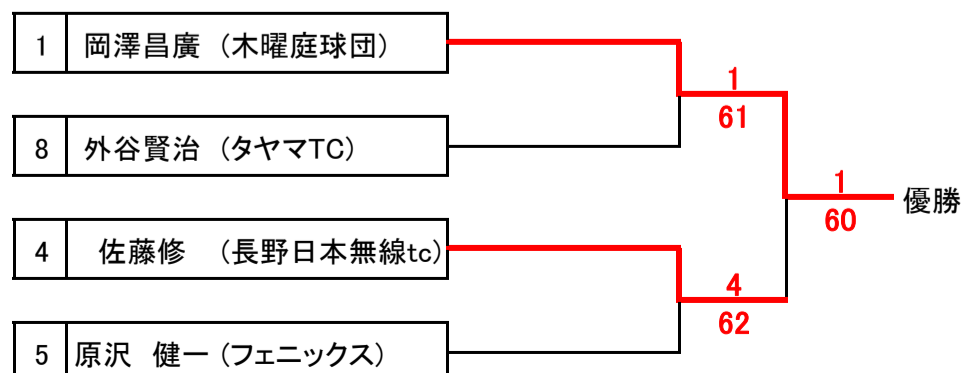 1 岡澤昌廣 (木曜庭球団)
1
61
8 外谷賢治 (タヤマTC)
1
60
優勝
4 佐藤修 (長野日本無線tc)
4
62
5 原沢 健一 (フェニックス)